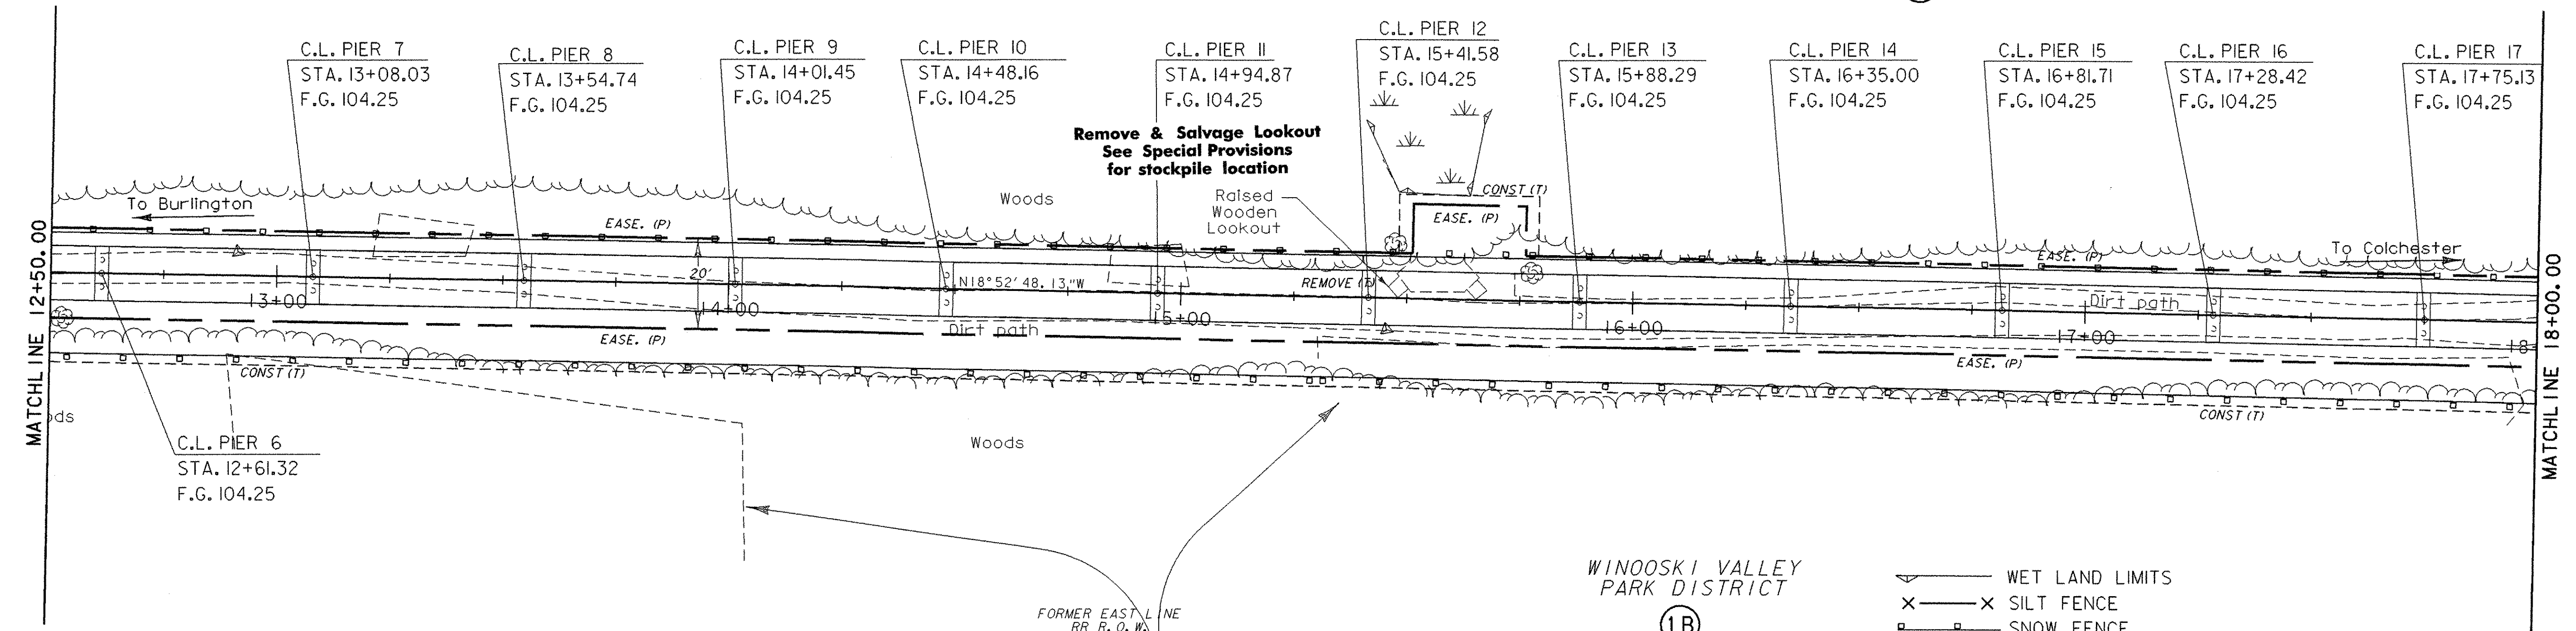 C.L. PIER 7
STA. 13+08.03
F.G. 104.25
C.L. PIER 8
STA. 13+54.74
F.G. 104.25
C.L. PIER 9
STA. 14+01.45
F.G. 104.25
C.L. PIER 10
STA. 14+48.16
F.G. 104.25
C.L. PIER 11
STA. 14+94.87
F.G. 104.25
C.L. PIER 12
STA. 15+41.58
F.G. 104.25
C.L. PIER 13
STA. 15+88.29
F.G. 104.25
C.L. PIER 14
STA. 16+35.00
F.G. 104.25
C.L. PIER 15
STA. 16+81.71
F.G. 104.25
C.L. PIER 16
STA. 17+28.42
F.G. 104.25
C.L. PIER 17
STA. 17+75.13
F.G. 104.25
Remove & Salvage Lookout
See Special Provisions
for stockpile location
Woods
Raised
Wooden
Lookout
CONST (T)
EASE. (P)
To Burlington
EASE. (P)
To Colchester
EASE. (P)
MATCHLINE 12+50.00
20'
N18°52'48.13"W
REMOVE (T)
Dirt path
13+00
14+00
15+00
16+00
17+00
18
Dirt path
EASE. (P)
EASE. (P)
CONST (T)
CONST (T)
MATCHLINE 18+00.00
ds
Woods
C.L. PIER 6
STA. 12+61.32
F.G. 104.25
FORMER EAST LINE
RR R.O.W.
WINOOSKI VALLEY
PARK DISTRICT
1B
WET LAND LIMITS
SILT FENCE
SNOW FENCE